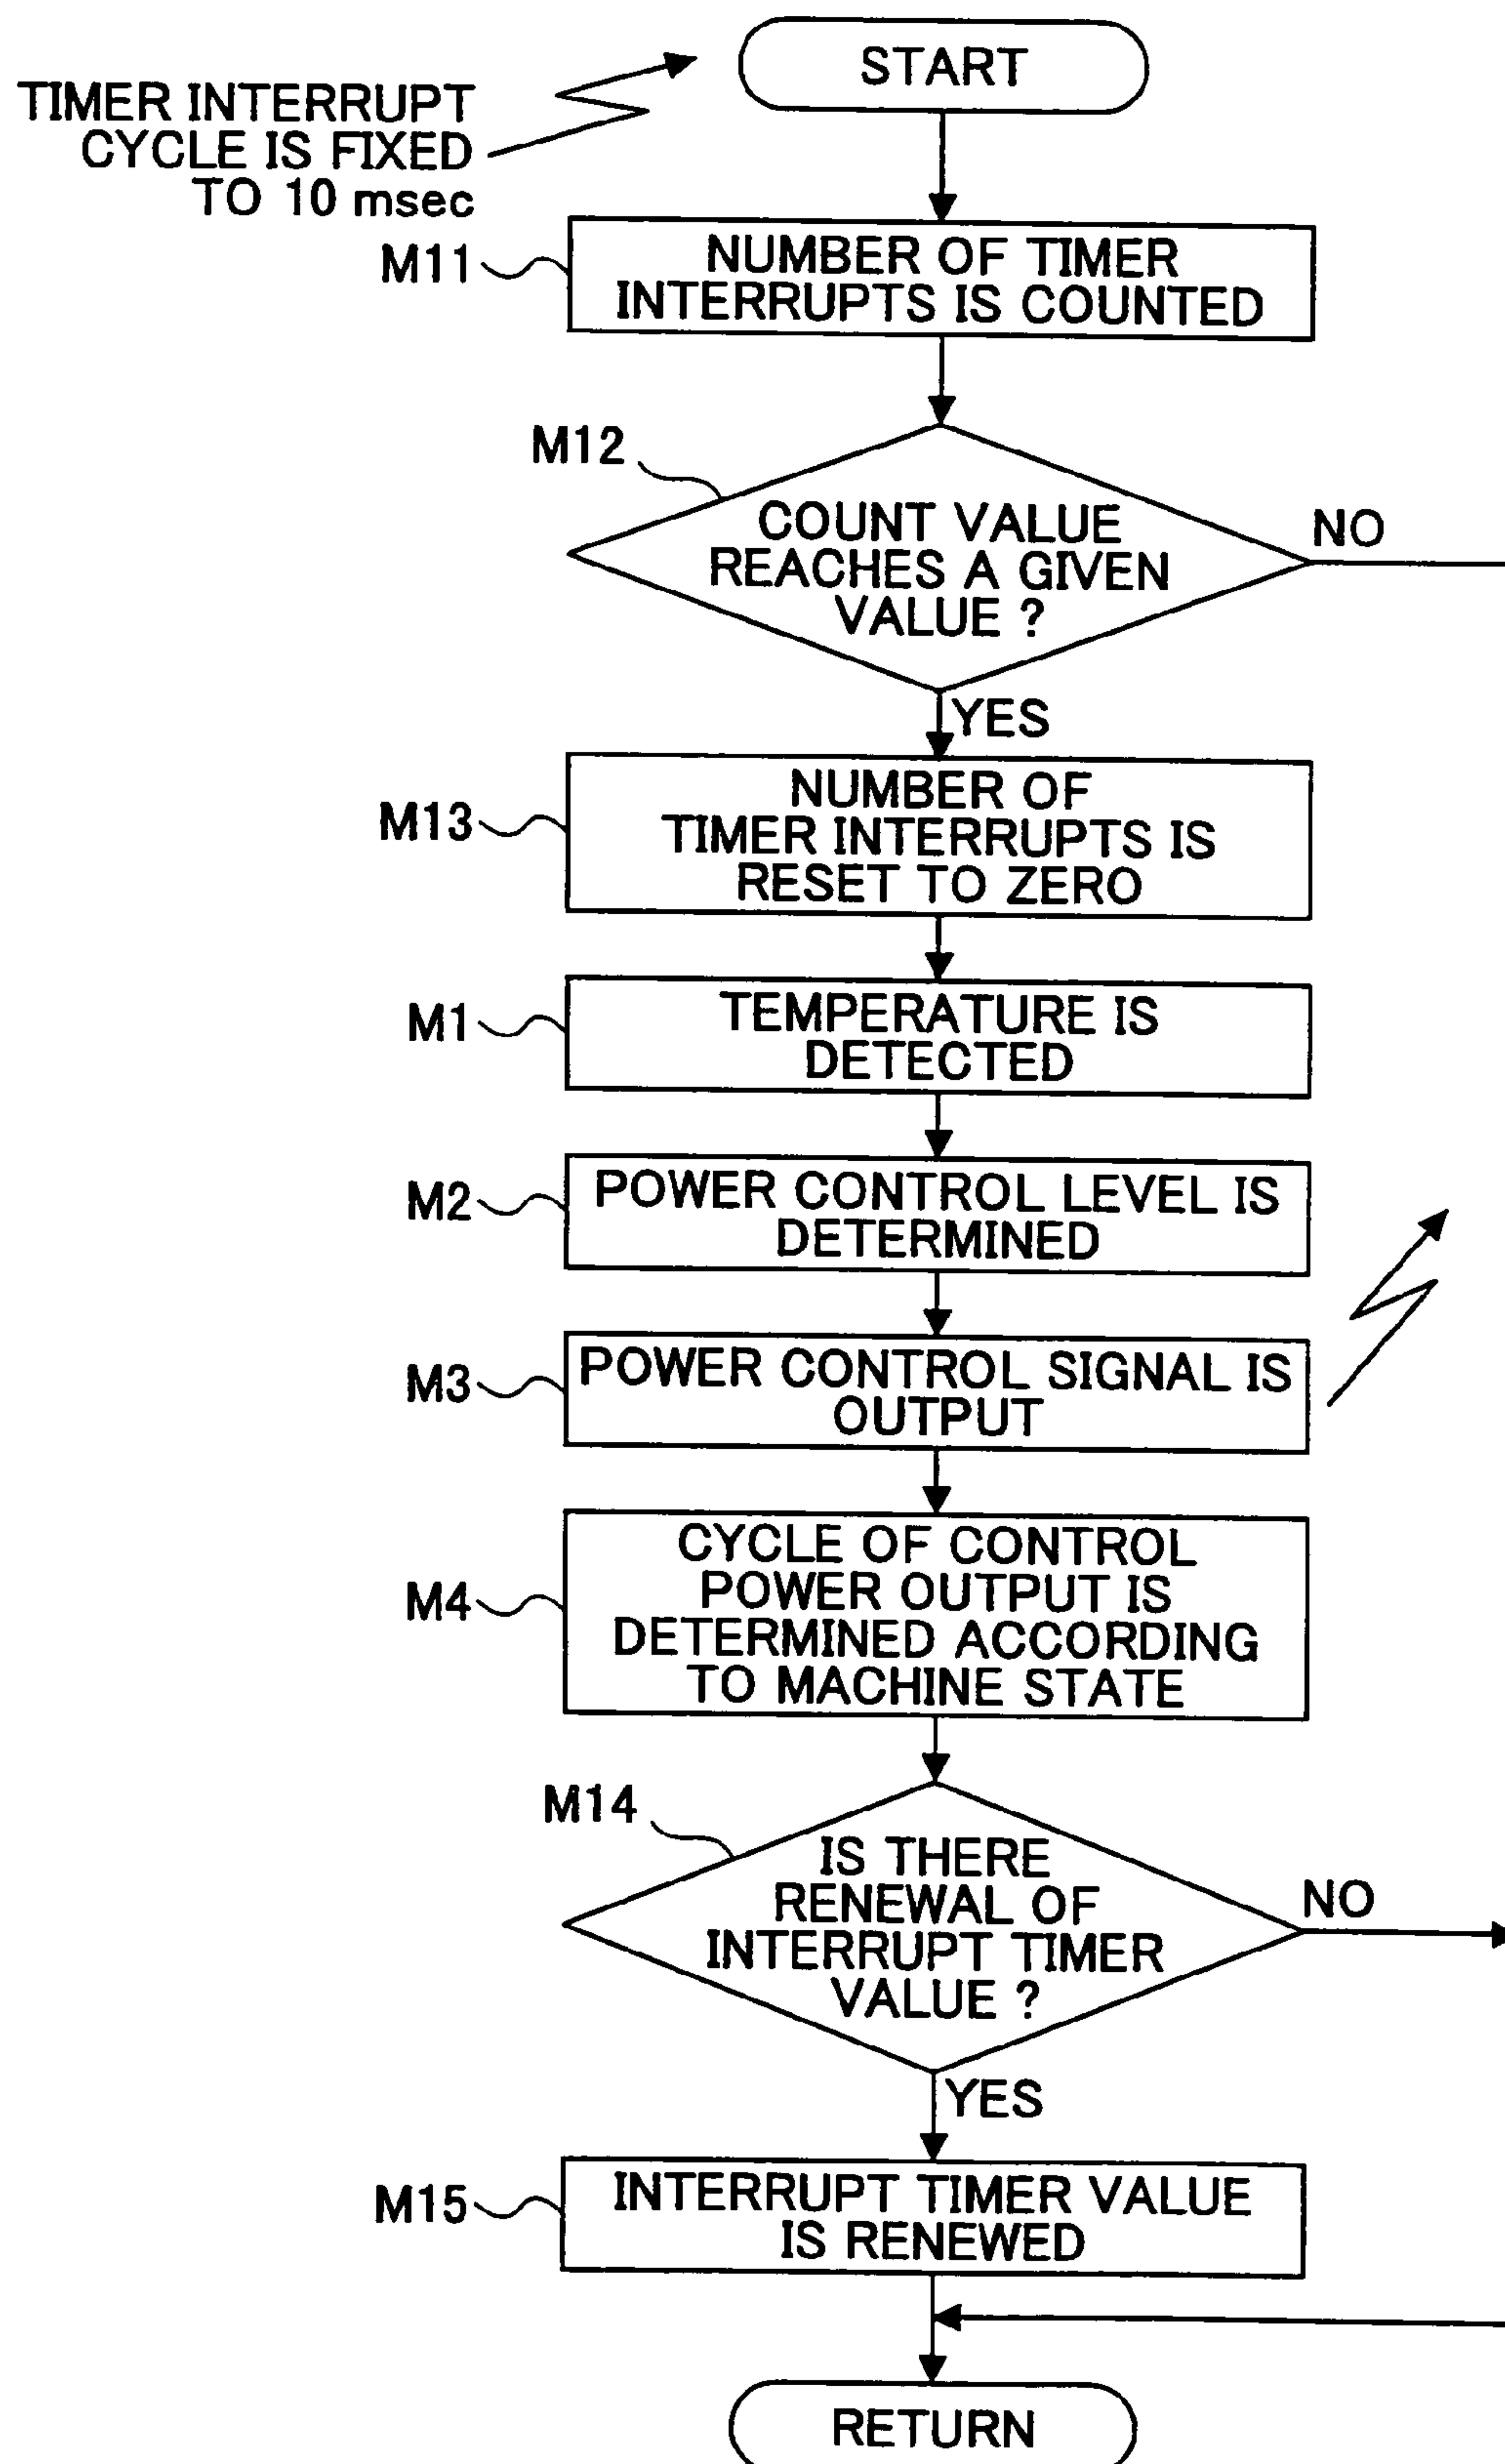 START
TIMER INTERRUPT
CYCLE IS FIXED
TO 10 msec
M11
NUMBER OF TIMER
INTERRUPTS IS COUNTED
M12
COUNT VALUE
REACHES A GIVEN
VALUE ?
NO
YES
M13
NUMBER OF
TIMER INTERRUPTS IS
RESET TO ZERO
M1
TEMPERATURE IS
DETECTED
M2
POWER CONTROL LEVEL IS
DETERMINED
M3
POWER CONTROL SIGNAL IS
OUTPUT
M4
CYCLE OF CONTROL
POWER OUTPUT IS
DETERMINED ACCORDING
TO MACHINE STATE
M14
IS THERE
RENEWAL OF
INTERRUPT TIMER
VALUE ?
NO
YES
M15
INTERRUPT TIMER VALUE
IS RENEWED
RETURN